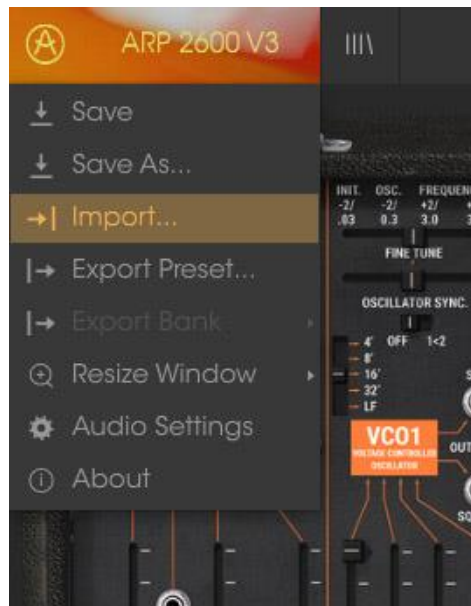 ARP 2600 V3
Save
Save As...
Import...
Export Preset...
Export Bank
Resize Window
Audio Settings
About
INIT. OSC.
-2/ -2/ +2/
.03 0.3 3.0
FINE TUNE
OSCILLATOR SYNC.
OFF 1<2
4'
8'
16'
32'
LF
VCO1
VOLTAGE CONTROLLED
OSCILLATOR